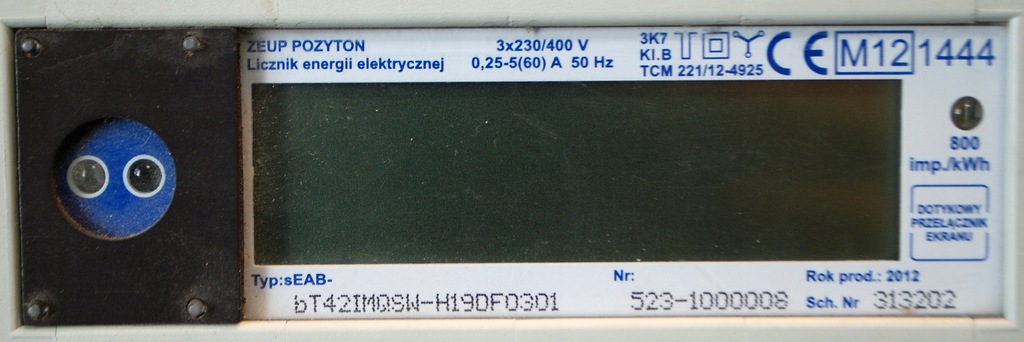 ZEUP POZYTON
Licznik energii elektrycznej
3x230/400 V
0,25-5(60) A 50 Hz
3K7
Kl.B
TCM 221/12-4925
CE M12 1444
800
imp./kWh
DOTYKOWY
PRZEŁĄCZNIK
EKRANU
Typ:sEAB-
bT42IMQSW-H190F0301
Nr:
523-1000008
Rok prod.: 2012
Sch. Nr 313202